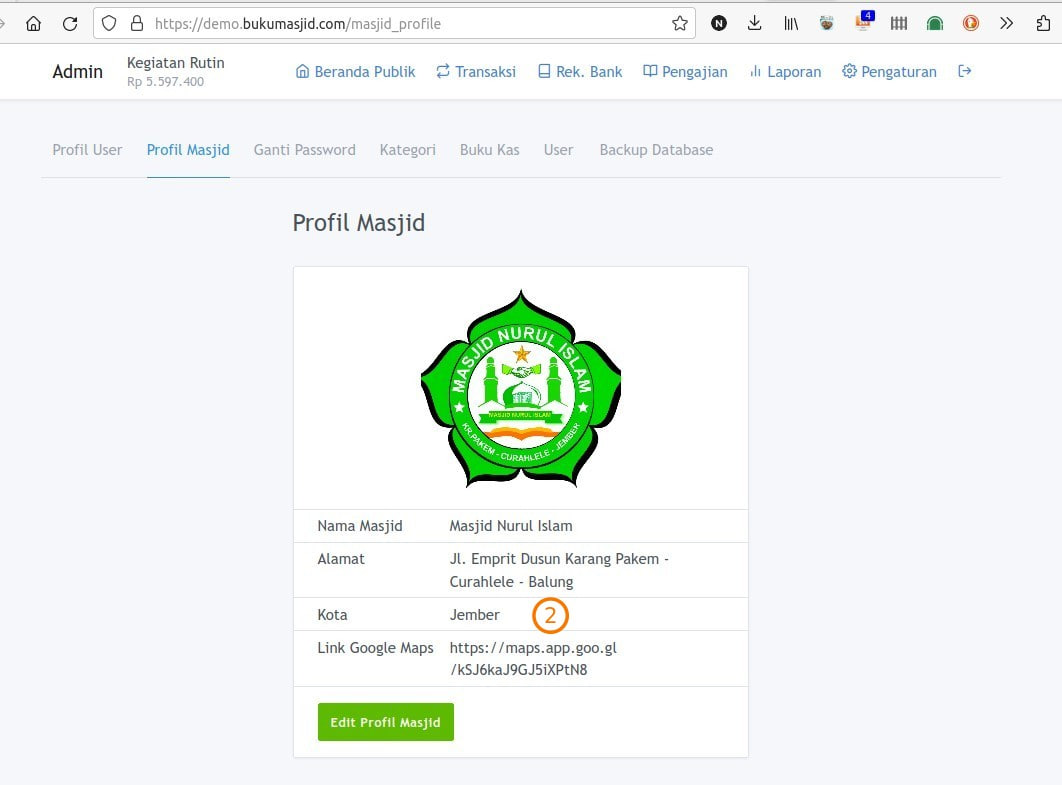 https://demo.bukumasjid.com/masjid_profile
N
4
Admin
Kegiatan Rutin
Rp 5.597.400
Beranda Publik
Transaksi
Rek. Bank
Pengajian
Laporan
Pengaturan
Profil User
Profil Masjid
Ganti Password
Kategori
Buku Kas
User
Backup Database
Profil Masjid
MASJID NURUL ISLAM
MASJID NURUL ISLAM
KR.PAKEM - CURAHLELE - JEMBER
Nama Masjid
Masjid Nurul Islam
Alamat
Jl. Emprit Dusun Karang Pakem -
Curahlele - Balung
Kota
Jember
2
Link Google Maps
https://maps.app.goo.gl
/kSJ6kaJ9GJ5iXPtN8
Edit Profil Masjid